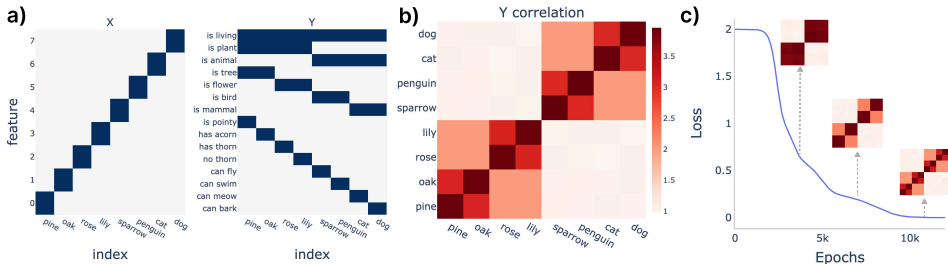 a)
X
feature
7
6
5
4
3
2
1
0
pine
oak
rose
lily
sparrow
penguin
cat
dog
index
Y
is living
is plant
is animal
is tree
is flower
is bird
is mammal
is pointy
has acorn
has thorn
no thorn
can fly
can swim
can meow
can bark
pine
oak
rose
lily
sparrow
penguin
cat
dog
index
b)
Y correlation
dog
cat
penguin
sparrow
lily
rose
oak
pine
pine
oak
rose
lily
sparrow
penguin
cat
dog
3.5
3
2.5
2
1.5
1
c)
Loss
2
1.5
1
0.5
0
0
5k
10k
Epochs